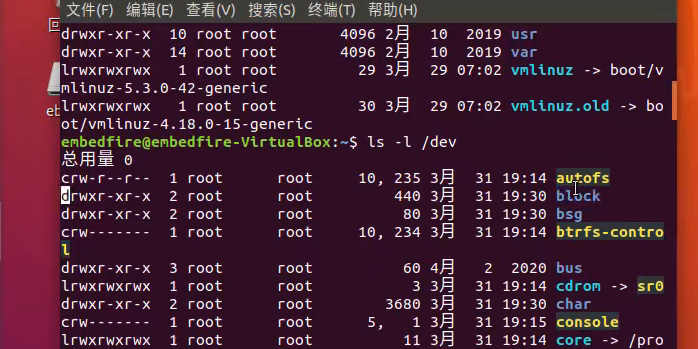 文件(F) 编辑(E) 查看(V) 搜索(S) 终端(T) 帮助(H)
drwxr-xr-x 10 root root 4096 2月 10 2019 usr
drwxr-xr-x 14 root root 4096 2月 10 2019 var
lrwxrwxrwx 1 root root 29 3月 29 07:02 vmlinuz -> boot/v
mlinuz-5.3.0-42-generic
lrwxrwxrwx 1 root root 30 3月 29 07:02 vmlinuz.old -> bo
ot/vmlinuz-4.18.0-15-generic
embedfire@embedfire-VirtualBox:~$ ls -l /dev
总用量 0
crw-r--r-- 1 root root 10, 235 3月 31 19:14 autofs
drwxr-xr-x 2 root root 440 3月 31 19:30 block
drwxr-xr-x 2 root root 80 3月 31 19:30 bsg
crw------- 1 root root 10, 234 3月 31 19:14 btrfs-contro
l
drwxr-xr-x 3 root root 60 4月 2 2020 bus
lrwxrwxrwx 1 root root 3 3月 31 19:14 cdrom -> sr0
drwxr-xr-x 2 root root 3680 3月 31 19:30 char
crw------- 1 root root 5, 1 3月 31 19:15 console
lrwxrwxrwx 1 root root 11 3月 31 19:14 core -> /pro